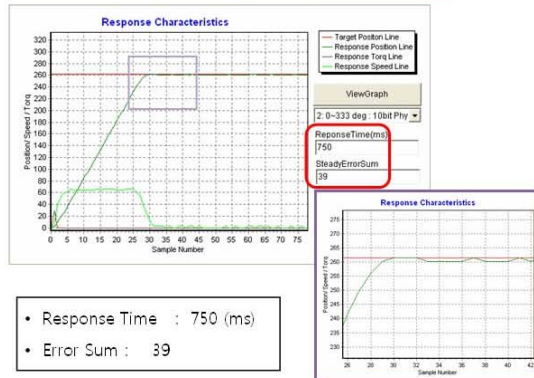 Response Characteristics
Target Positon Line
Response Position Line
Response Torq Line
Response Speed Line
ViewGraph
2: 0~333 deg : 10bit Phy
ReponseTime(ms)
750
SteadyErrorSum
39
Position/ Speed / Torq
320
300
280
260
240
220
200
180
160
140
120
100
80
60
40
20
0
0 5 10 15 20 25 30 35 40 45 50 55 60 65 70 75
Sample Number
Response Characteristics
Position/ Speed / Torq
275
270
265
260
255
250
245
240
235
230
26 28 30 32 34 36 38 40 42
Sample Number
• Response Time : 750 (ms)
• Error Sum : 39